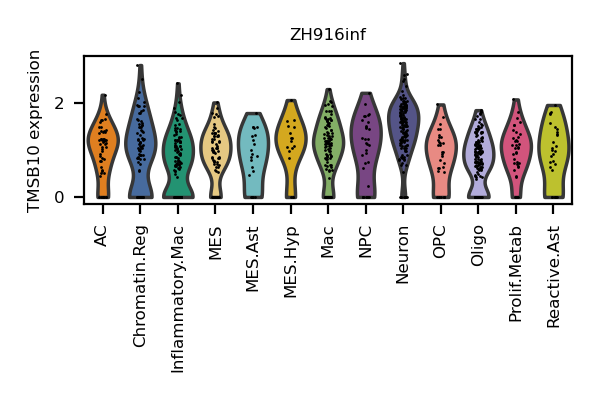 ZH916inf
TMSB10 expression
2
0
AC
Chromatin.Reg
Inflammatory.Mac
MES
MES.Ast
MES.Hyp
Mac
NPC
Neuron
OPC
Oligo
Prolif.Metab
Reactive.Ast